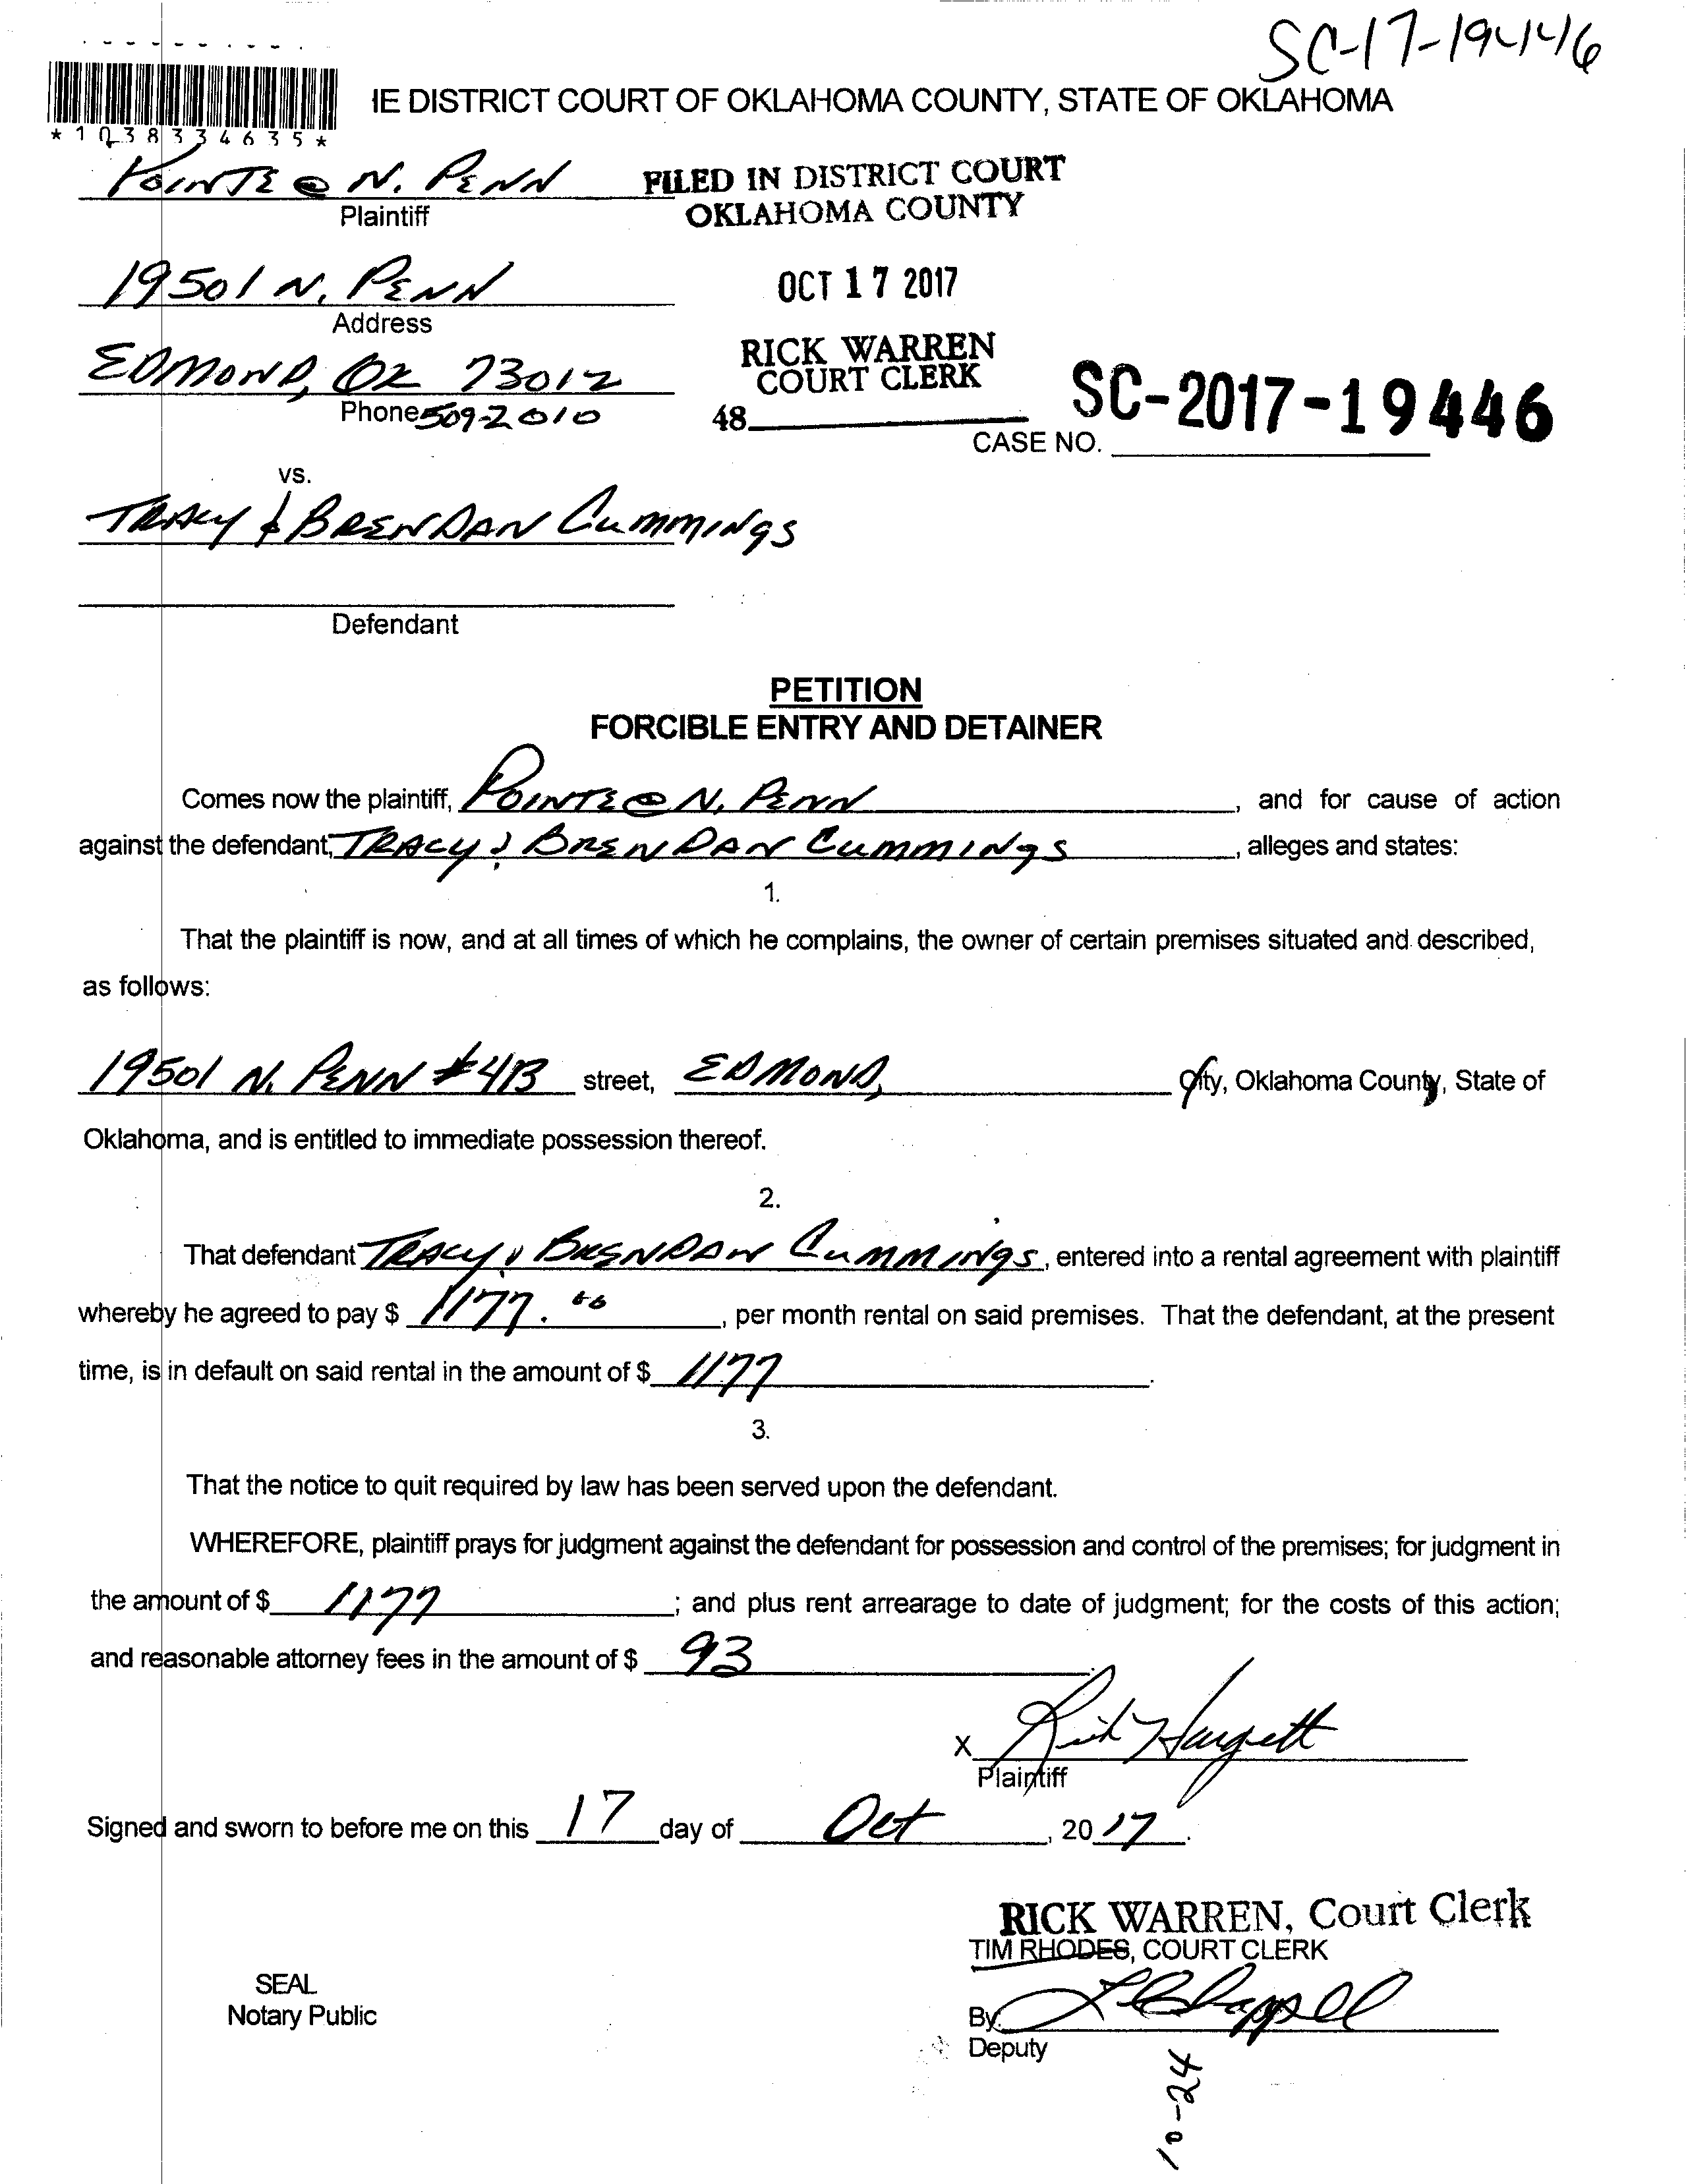 SC-17-19446
IE DISTRICT COURT OF OKLAHOMA COUNTY, STATE OF OKLAHOMA
* 1 0 3 8 3 3 4 6 3 5 *
POINTE @ N. PENN
Plaintiff
FILED IN DISTRICT COURT
OKLAHOMA COUNTY
19501 N. PENN
Address
OCT 17 2017
EDMOND, OK 73012
Phone 509-2010
RICK WARREN
COURT CLERK
48
SC-2017-19446
CASE NO.
vs.
TRACY & BRENDAN CUMMINGS
Defendant
PETITION
FORCIBLE ENTRY AND DETAINER
Comes now the plaintiff, POINTE @ N. PENN, and for cause of action
against the defendant, TRACY & BRENDAN CUMMINGS, alleges and states:
1.
That the plaintiff is now, and at all times of which he complains, the owner of certain premises situated and described,
as follows:
19501 N. PENN #413 street, EDMOND, City, Oklahoma County, State of
Oklahoma, and is entitled to immediate possession thereof.
2.
That defendant TRACY & BRENDAN CUMMINGS, entered into a rental agreement with plaintiff
whereby he agreed to pay $ 1177.00, per month rental on said premises. That the defendant, at the present
time, is in default on said rental in the amount of $ 1177.
3.
That the notice to quit required by law has been served upon the defendant.
WHEREFORE, plaintiff prays for judgment against the defendant for possession and control of the premises; for judgment in
the amount of $ 1177; and plus rent arrearage to date of judgment; for the costs of this action;
and reasonable attorney fees in the amount of $ 93.
X Rick Hargett
Plaintiff
Signed and sworn to before me on this 17 day of Oct, 2017.
RICK WARREN, Court Clerk
TIM RHODES, COURT CLERK
SEAL
Notary Public
By
Deputy
10-24